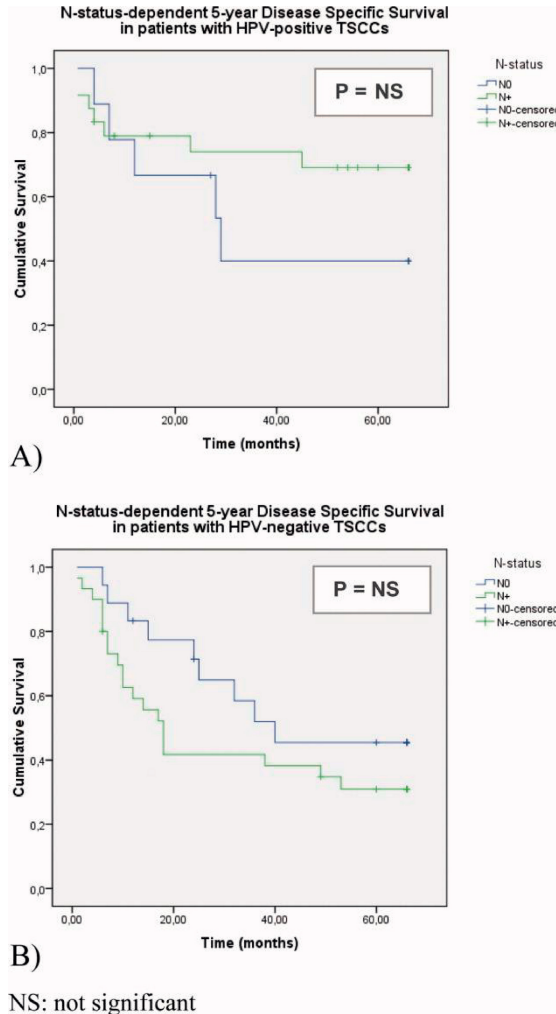 N-status-dependent 5-year Disease Specific Survival
in patients with HPV-positive TSCCs
P = NS
N-status
N0
N+
N0-censored
N+-censored
Cumulative Survival
1,0
0,8
0,6
0,4
0,2
0,0
0,00 20,00 40,00 60,00
Time (months)
A)
N-status-dependent 5-year Disease Specific Survival
in patients with HPV-negative TSCCs
P = NS
N-status
N0
N+
N0-censored
N+-censored
Cumulative Survival
1,0
0,8
0,6
0,4
0,2
0,0
0,00 20,00 40,00 60,00
Time (months)
B)
NS: not significant